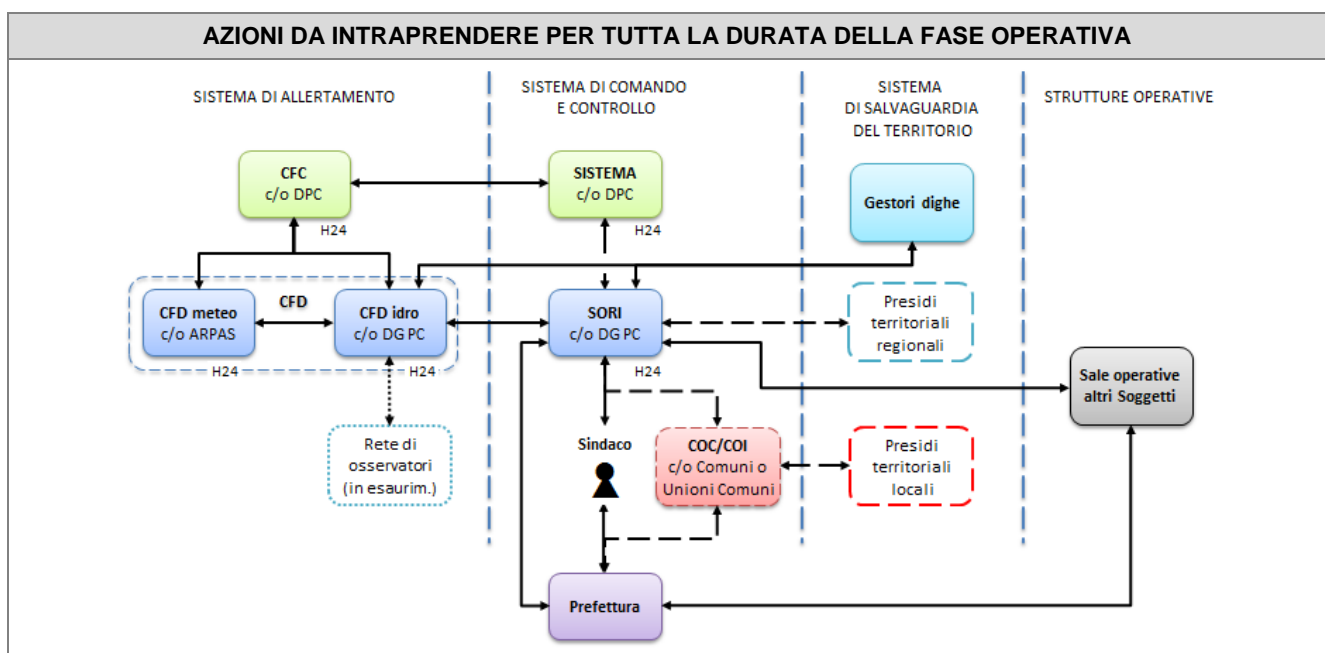 AZIONI DA INTRAPRENDERE PER TUTTA LA DURATA DELLA FASE OPERATIVA
SISTEMA DI ALLERTAMENTO
SISTEMA DI COMANDO
E CONTROLLO
SISTEMA
DI SALVAGUARDIA
DEL TERRITORIO
STRUTTURE OPERATIVE
CFC
c/o DPC
H24
SISTEMA
c/o DPC
H24
Gestori dighe
CFD
CFD meteo
c/o ARPAS
H24
CFD idro
c/o DG PC
H24
SORI
c/o DG PC
H24
Presidi
territoriali
regionali
Sale operative
altri Soggetti
Rete di
osservatori
(in esaurim.)
Sindaco
COC/COI
c/o Comuni o
Unioni Comuni
Presidi
territoriali
locali
Prefettura